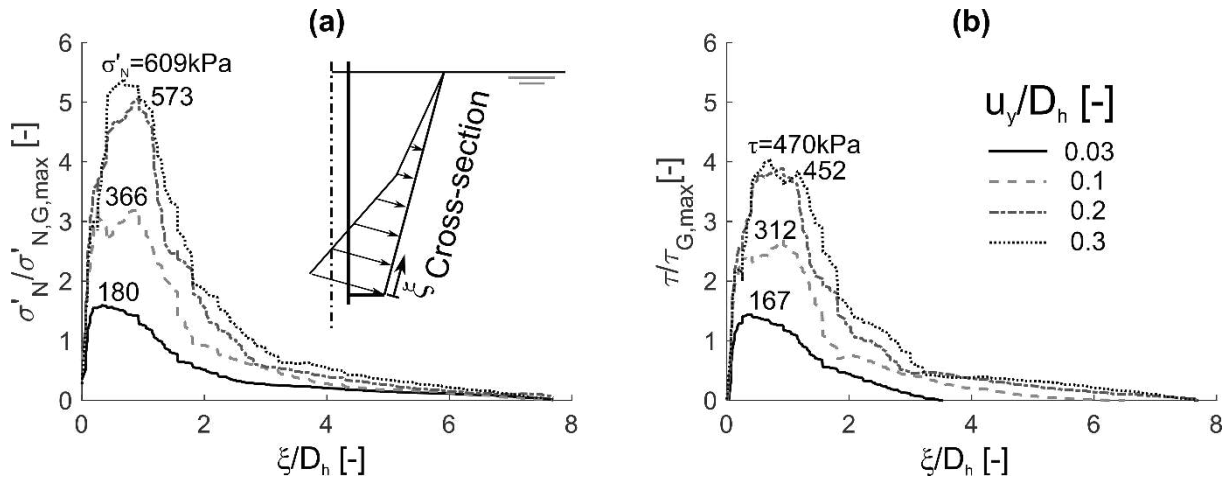 (a)
σ'N/σ'N,G,max [-]
6
5
4
3
2
1
0
σ'N=609kPa
573
366
180
Cross-section
ξ
0 2 4 6 8
ξ/Dh [-]
(b)
τ/τG,max[-]
6
5
4
3
2
1
0
τ=470kPa
452
312
167
uy/Dh [-]
0.03
0.1
0.2
0.3
0 2 4 6 8
ξ/Dh [-]